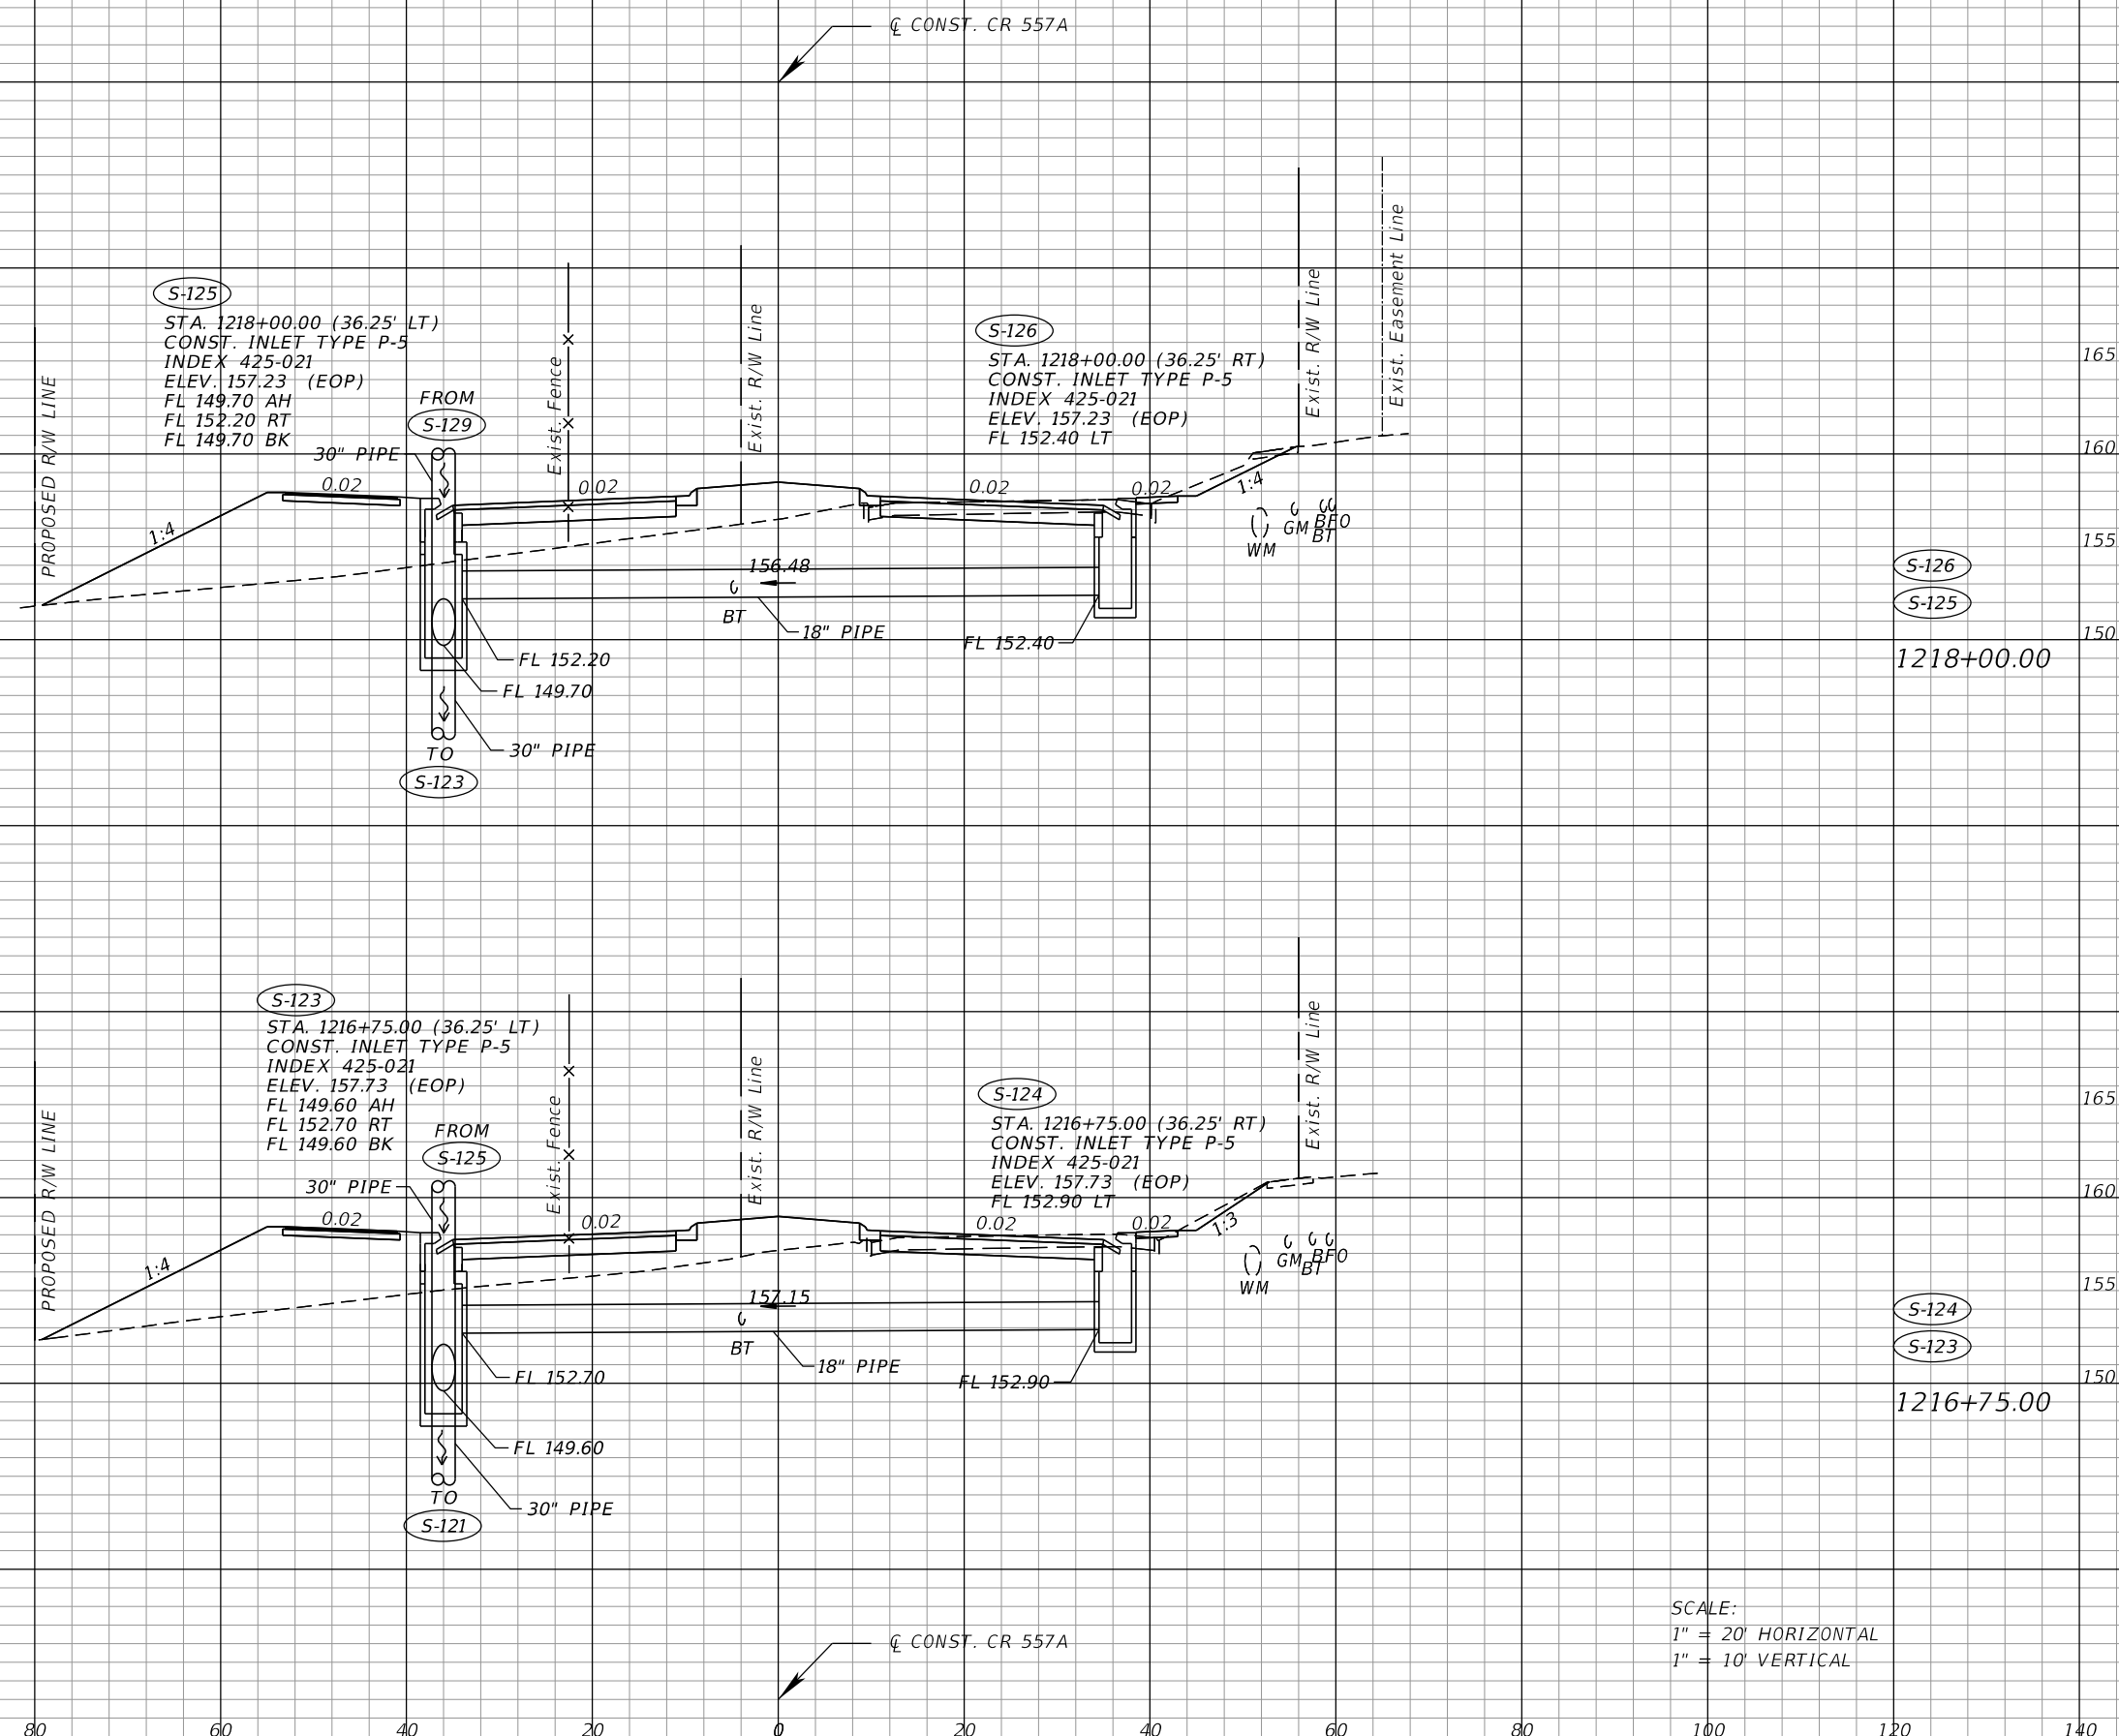 ℄ CONST. CR 557A
S-125
STA. 1218+00.00 (36.25' LT)
CONST. INLET TYPE P-5
INDEX 425-021
ELEV. 157.23 (EOP)
FL 149.70 AH
FL 152.20 RT
FL 149.70 BK
FROM
S-129
30" PIPE
PROPOSED R/W LINE
Exist. Fence
Exist. R/W Line
S-126
STA. 1218+00.00 (36.25' RT)
CONST. INLET TYPE P-5
INDEX 425-021
ELEV. 157.23 (EOP)
FL 152.40 LT
Exist. R/W Line
Exist. Easement Line
1:4
0.02
0.02
0.02
0.02
1:4
WM
GM
BFO
BT
156.48
BT
18" PIPE
FL 152.40
FL 152.20
FL 149.70
30" PIPE
TO
S-123
165
160
155
150
S-126
S-125
1218+00.00
S-123
STA. 1216+75.00 (36.25' LT)
CONST. INLET TYPE P-5
INDEX 425-021
ELEV. 157.73 (EOP)
FL 149.60 AH
FL 152.70 RT
FL 149.60 BK
FROM
S-125
30" PIPE
PROPOSED R/W LINE
Exist. Fence
Exist. R/W Line
S-124
STA. 1216+75.00 (36.25' RT)
CONST. INLET TYPE P-5
INDEX 425-021
ELEV. 157.73 (EOP)
FL 152.90 LT
Exist. R/W Line
1:4
0.02
0.02
0.02
0.02
1:3
WM
GM
BFO
BT
157.15
BT
18" PIPE
FL 152.90
FL 152.70
FL 149.60
30" PIPE
TO
S-121
165
160
155
150
S-124
S-123
1216+75.00
℄ CONST. CR 557A
SCALE:
1" = 20' HORIZONTAL
1" = 10' VERTICAL
80 60 40 20 0 20 40 60 80 100 120 140